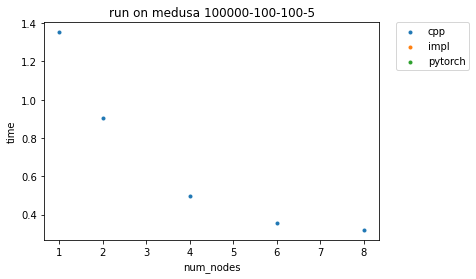 run on medusa 100000-100-100-5
cpp
impl
pytorch
time
1.4
1.2
1.0
0.8
0.6
0.4
1 2 3 4 5 6 7 8
num_nodes